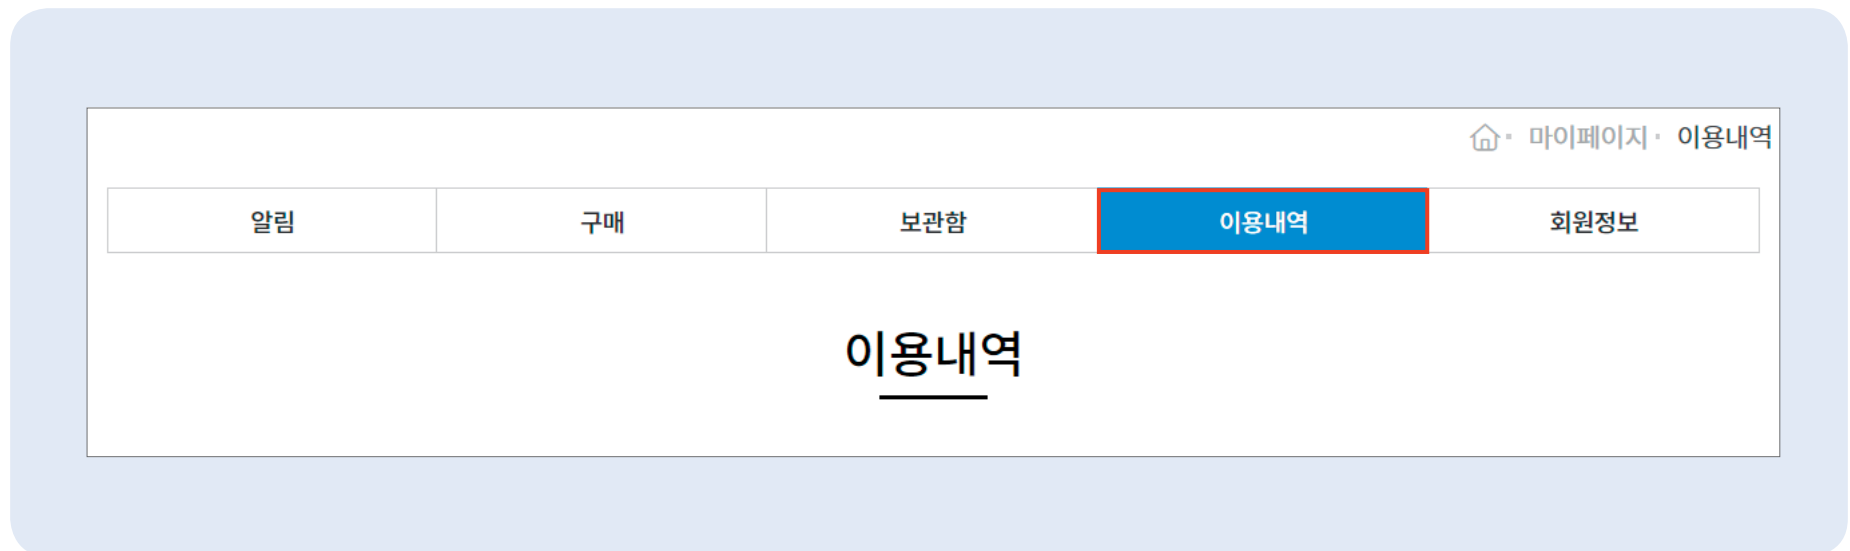 마이페이지 · 이용내역
알림 구매 보관함 이용내역 회원정보
이용내역